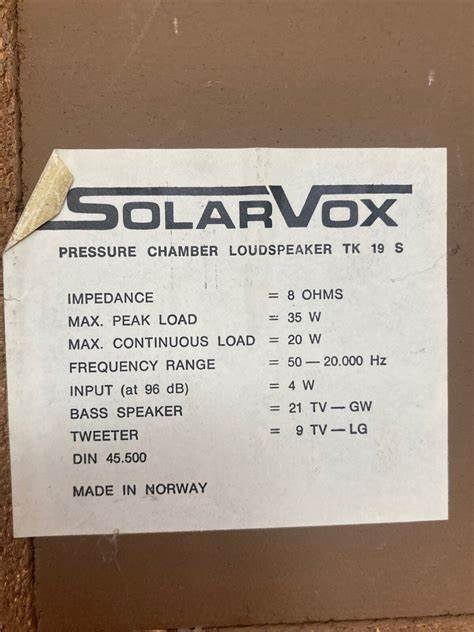 SOLARVOX
PRESSURE CHAMBER LOUDSPEAKER TK 19 S
IMPEDANCE = 8 OHMS
MAX. PEAK LOAD = 35 W
MAX. CONTINUOUS LOAD = 20 W
FREQUENCY RANGE = 50 — 20.000 Hz
INPUT (at 96 dB) = 4 W
BASS SPEAKER = 21 TV — GW
TWEETER = 9 TV — LG
DIN 45.500
MADE IN NORWAY